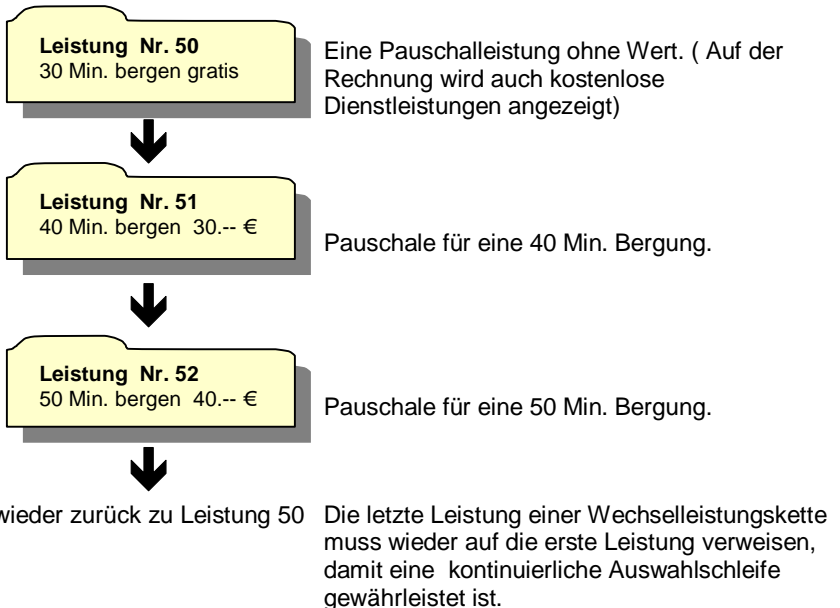 Leistung Nr. 50
30 Min. bergen gratis
Eine Pauschalleistung ohne Wert. ( Auf der
Rechnung wird auch kostenlose
Dienstleistungen angezeigt)
Leistung Nr. 51
40 Min. bergen 30.-- €
Pauschale für eine 40 Min. Bergung.
Leistung Nr. 52
50 Min. bergen 40.-- €
Pauschale für eine 50 Min. Bergung.
wieder zurück zu Leistung 50
Die letzte Leistung einer Wechselleistungskette
muss wieder auf die erste Leistung verweisen,
damit eine kontinuierliche Auswahlschleife
gewährleistet ist.